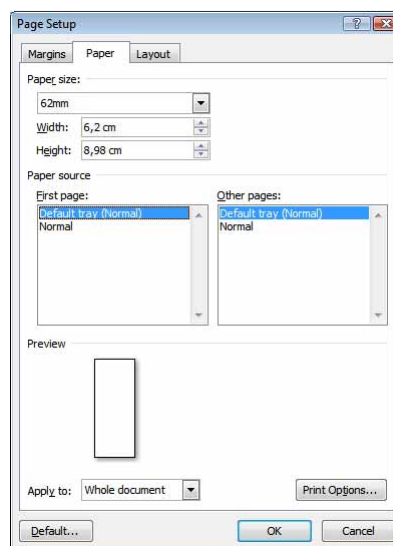 Page Setup
Margins Paper Layout
Paper size:
62mm
Width: 6,2 cm
Height: 8,98 cm
Paper source
First page: Other pages:
Default tray (Normal) Default tray (Normal)
Normal Normal
Preview
Apply to: Whole document Print Options...
Default... OK Cancel